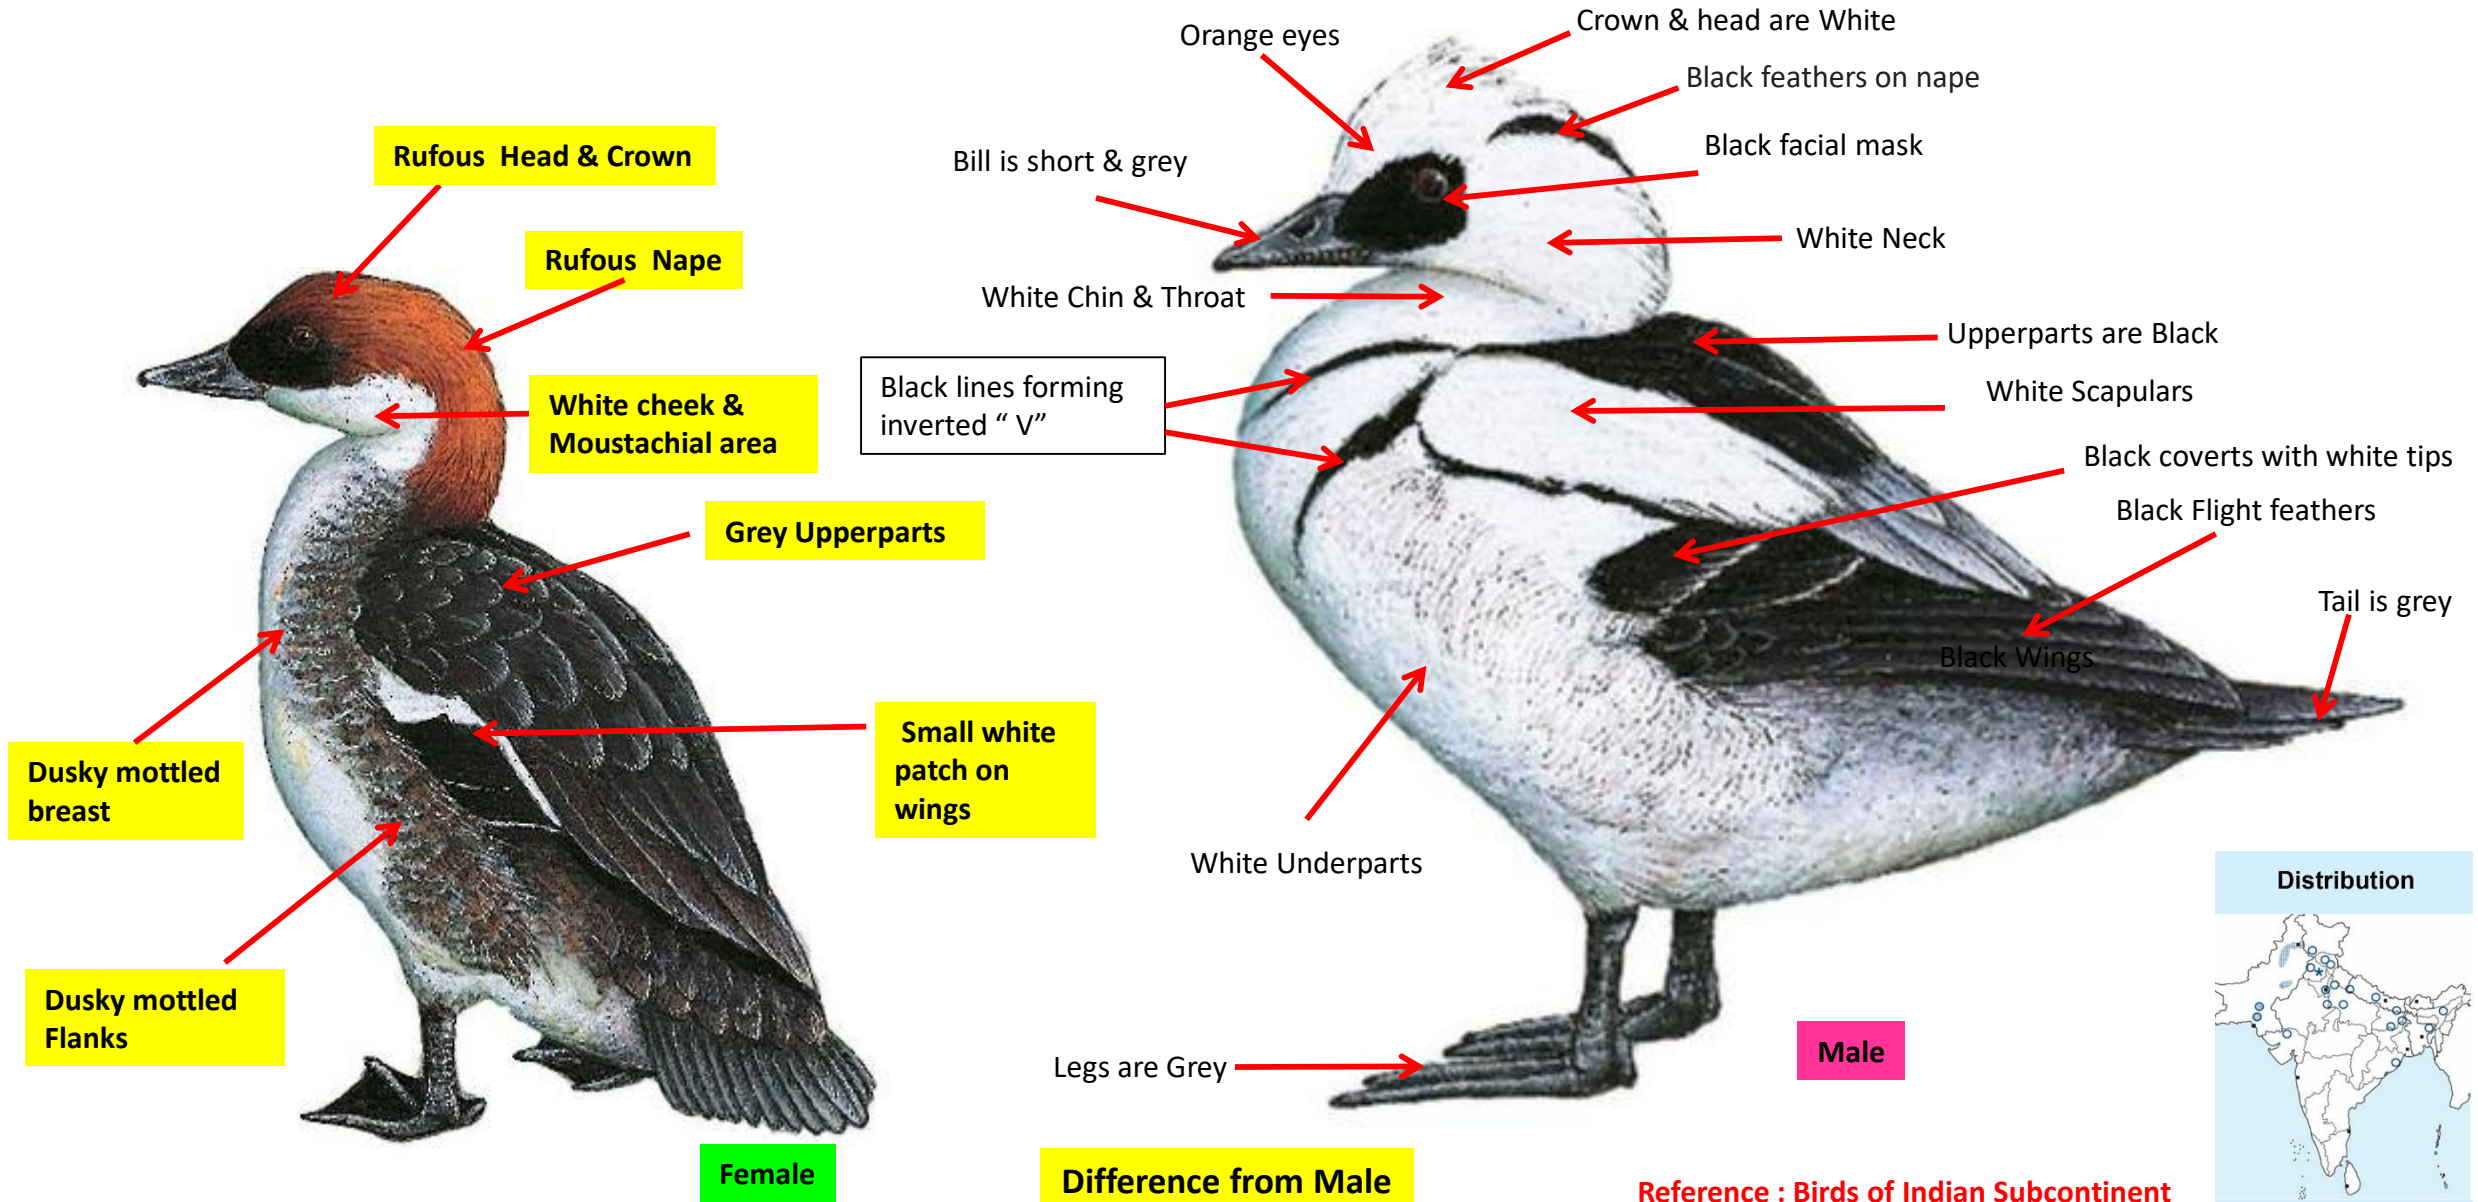 Crown & head are White
Orange eyes
Black feathers on nape
Rufous Head & Crown
Black facial mask
Bill is short & grey
White Neck
Rufous Nape
White Chin & Throat
Upperparts are Black
Black lines forming
inverted “ V”
White Scapulars
White cheek &
Moustachial area
Black coverts with white tips
Black Flight feathers
Grey Upperparts
Tail is grey
Black Wings
Small white
patch on
wings
Dusky mottled
breast
White Underparts
Distribution
Dusky mottled
Flanks
Male
Legs are Grey
Female
Difference from Male
Reference : Birds of Indian Subcontinent